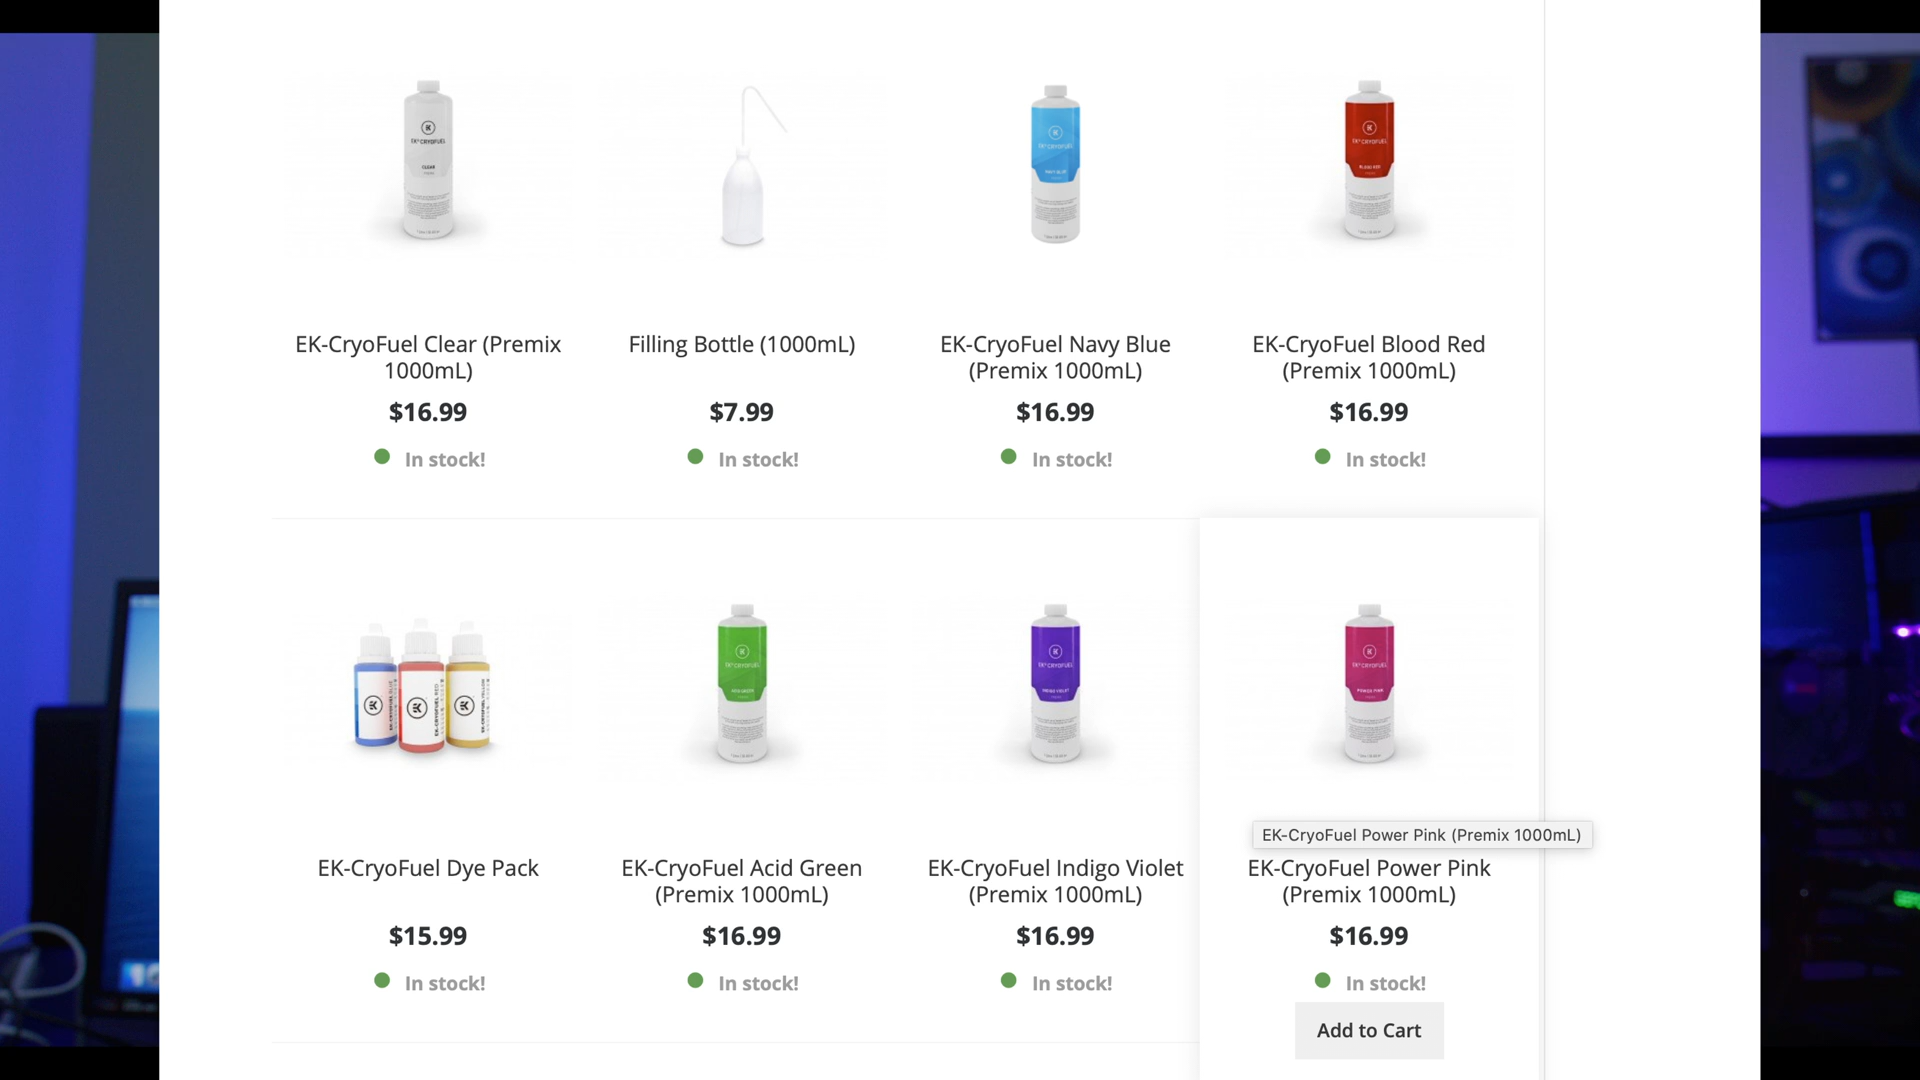 EK-CryoFuel Clear (Premix
1000mL)
$16.99
In stock!
Filling Bottle (1000mL)
$7.99
In stock!
EK-CryoFuel Navy Blue
(Premix 1000mL)
$16.99
In stock!
EK-CryoFuel Blood Red
(Premix 1000mL)
$16.99
In stock!
EK-CryoFuel Dye Pack
$15.99
In stock!
EK-CryoFuel Acid Green
(Premix 1000mL)
$16.99
In stock!
EK-CryoFuel Indigo Violet
(Premix 1000mL)
$16.99
In stock!
EK-CryoFuel Power Pink (Premix 1000mL)
EK-CryoFuel Power Pink
(Premix 1000mL)
$16.99
In stock!
Add to Cart